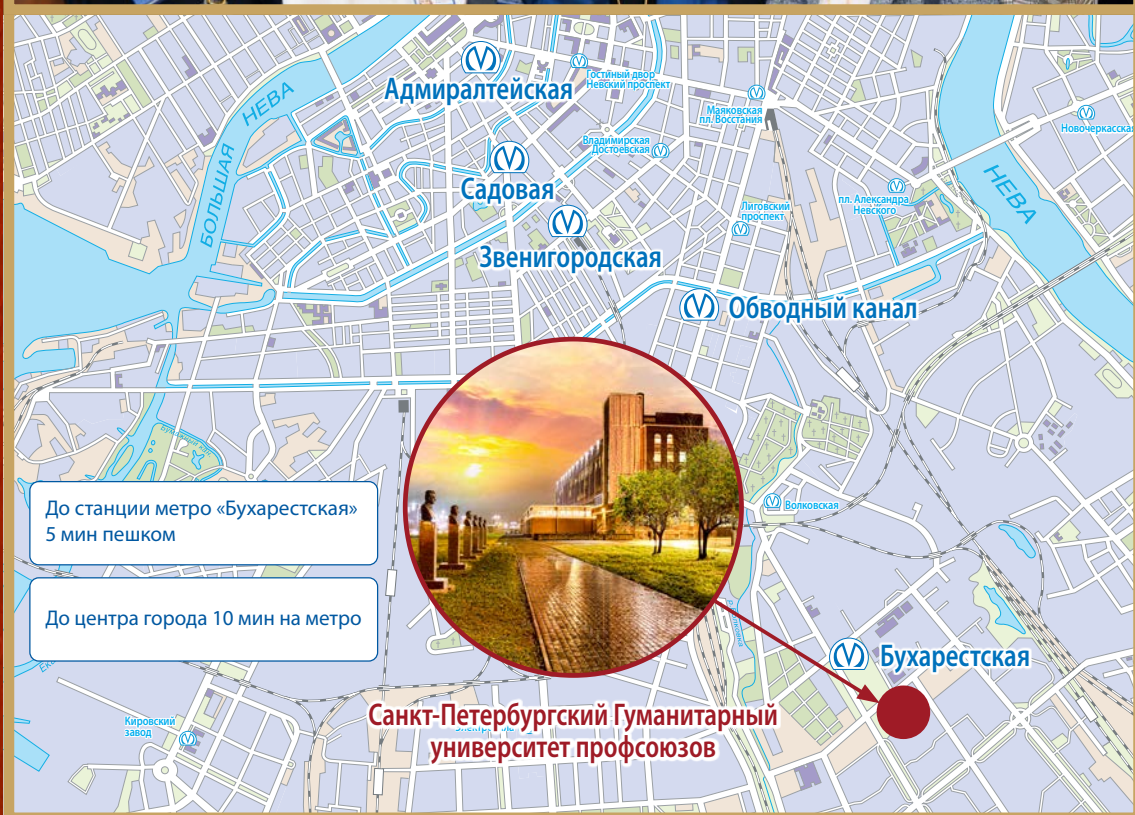 Адмиралтейская
Гостиный двор
Невский проспект
БОЛЬШАЯ НЕВА
Маяковская
пл. Восстания
Новочеркасская
Владимирская
Достоевская
Садовая
НЕВА
пл. Александра
Невского
Лиговский
проспект
Звенигородская
Обводный канал
До станции метро «Бухарестская»
5 мин пешком
Волковская
До центра города 10 мин на метро
Бухарестская
Санкт-Петербургский Гуманитарный
университет профсоюзов
Кировский
завод